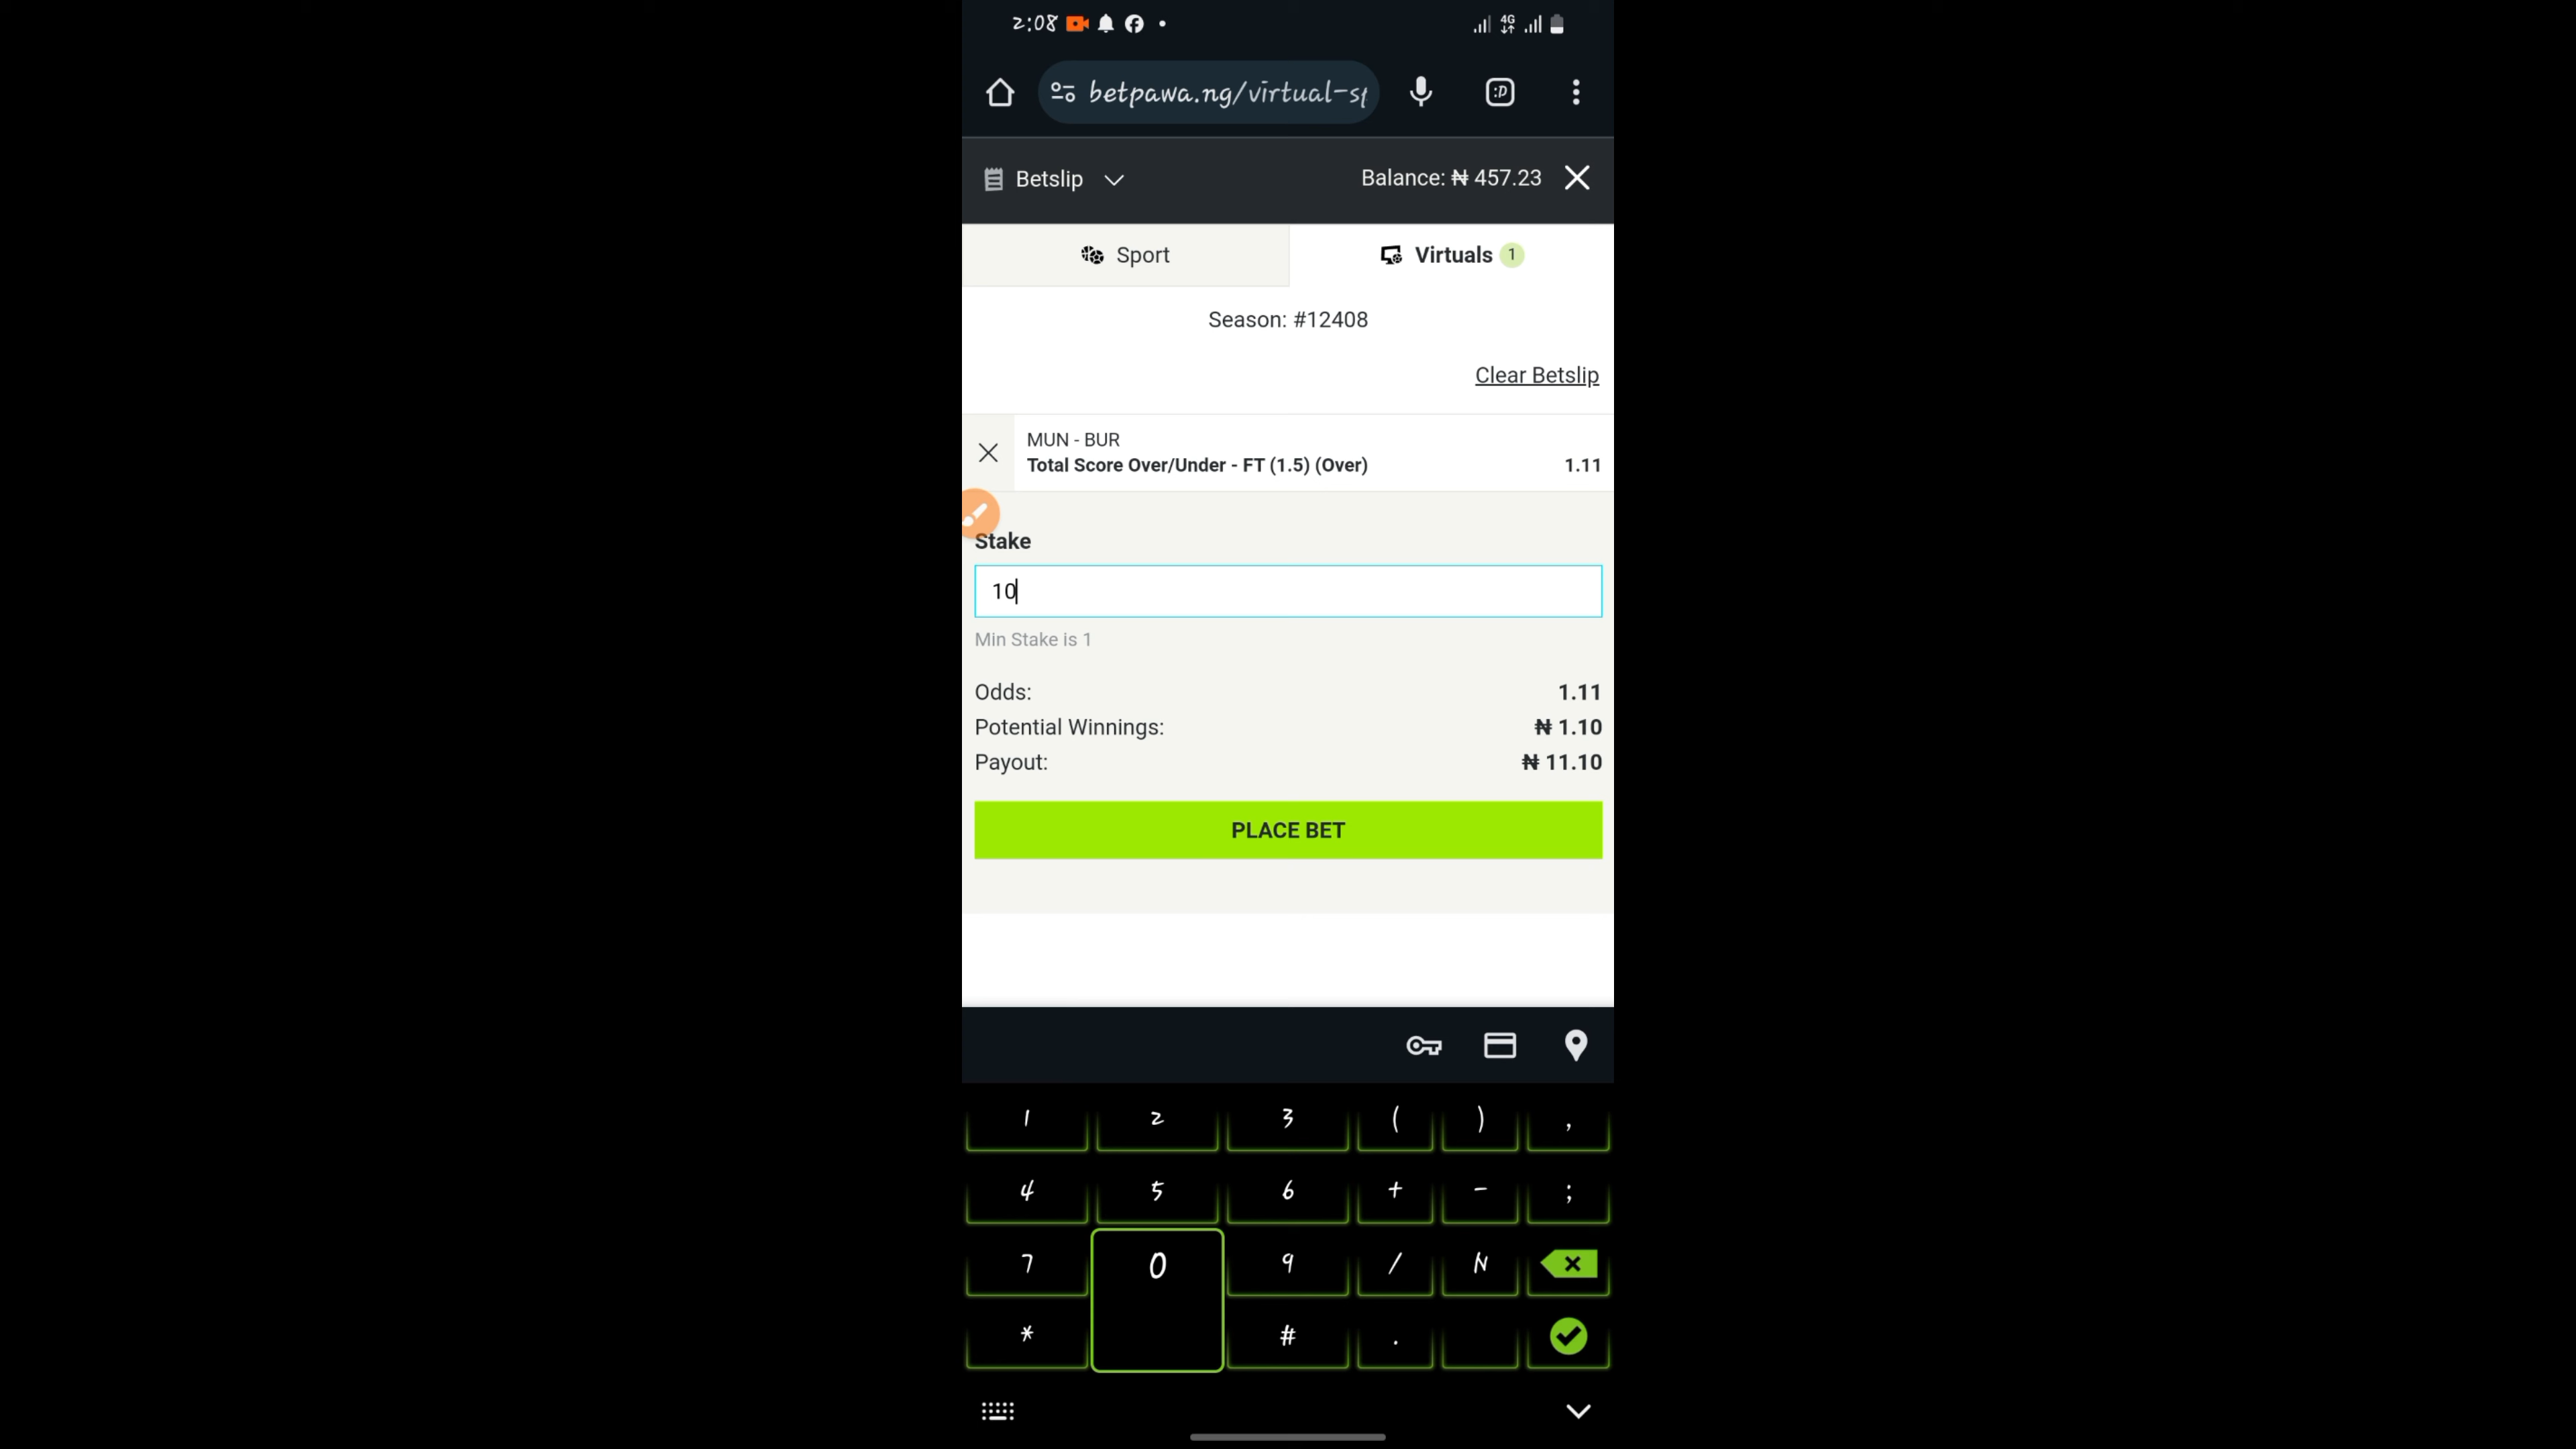 2:08
4G
betpawa.ng/virtual-sp
:D
Betslip
Balance: ₦ 457.23
Sport
Virtuals 1
Season: #12408
Clear Betslip
MUN - BUR
Total Score Over/Under - FT (1.5) (Over) 1.11
Stake
10
Min Stake is 1
Odds: 1.11
Potential Winnings: ₦ 1.10
Payout: ₦ 11.10
PLACE BET
1 2 3 ( ) ,
4 5 6 + - ;
7 0 9 / N
* # .